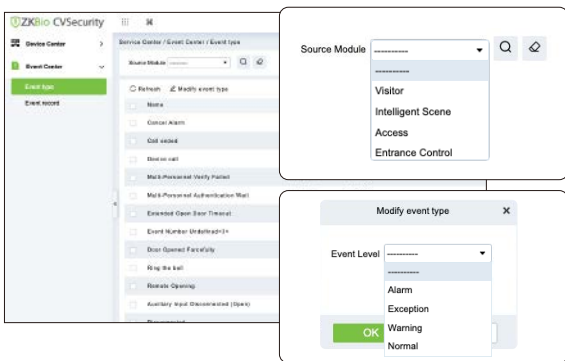 ZKBio CVSecurity
Device Center
Event Center
Event type
Event record
Service Center / Event Center / Event type
Source Module ----------
Refresh Modify event type
Name
Cancel Alarm
Call ended
Device call
Multi-Personnel Verify Failed
Multi-Personnel Authentication Wait
Extended Open Door Timeout
Event Number Undefined<3>
Door Opened Forcefully
Ring the bell
Remote Opening
Auxiliary Input Disconnected (Open)
Source Module ----------
----------
Visitor
Intelligent Scene
Access
Entrance Control
Modify event type
Event Level ----------
----------
Alarm
Exception
Warning
Normal
OK